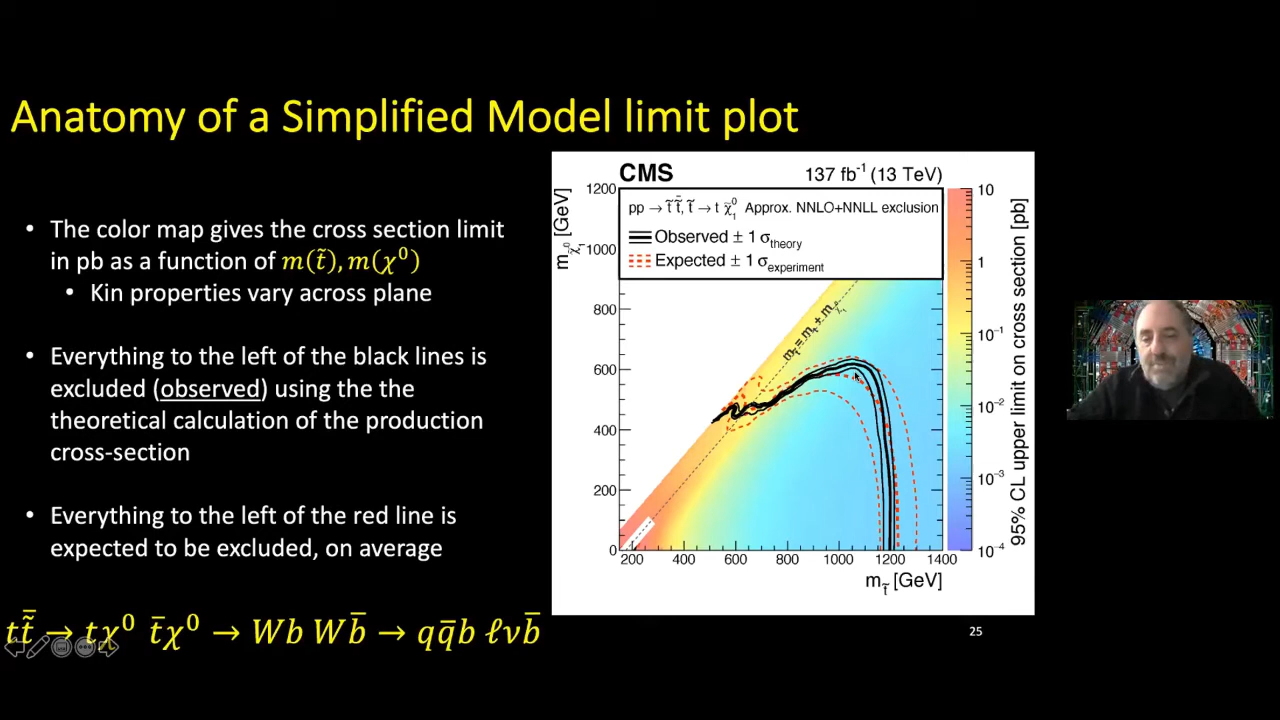 Anatomy of a Simplified Model limit plot
• The color map gives the cross section limit
in pb as a function of m(t̃), m(χ⁰)
• Kin properties vary across plane
• Everything to the left of the black lines is
excluded (observed) using the the
theoretical calculation of the production
cross-section
• Everything to the left of the red line is
expected to be excluded, on average
tt̃̄ → tχ⁰ t̄χ⁰ → Wb Wb̄ → qq̄b ℓνb̄
CMS 137 fb⁻¹ (13 TeV)
pp → t̃ t̃̄, t̃ → t χ̃₁⁰ Approx. NNLO+NNLL exclusion
Observed ± 1 σtheory
Expected ± 1 σexperiment
mχ̃₁⁰ [GeV]
1200
1000
800
600
400
200
0
mt̃ = mt + mχ̃₁⁰
200 400 600 800 1000 1200 1400
mt̃ [GeV]
10
1
10⁻¹
10⁻²
10⁻³
10⁻⁴
95% CL upper limit on cross section [pb]
25